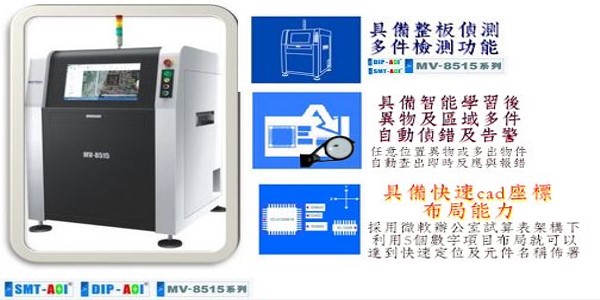 MV-8515
SMT-AOI
DIP-AOI
MV-8515系列
具備整板偵測
多件檢測功能
DIP-AOI
SMT-AOI
MV-8515系列
具備智能學習後
異物及區域多件
自動偵錯及告警
任意位置異物或多出物件
自動查出即時反應與報錯
具備快速cad座標
布局能力
採用微軟辦公室試算表架構下
利用5個數字項目布局就可以
達到快速定位及元件名稱佈署